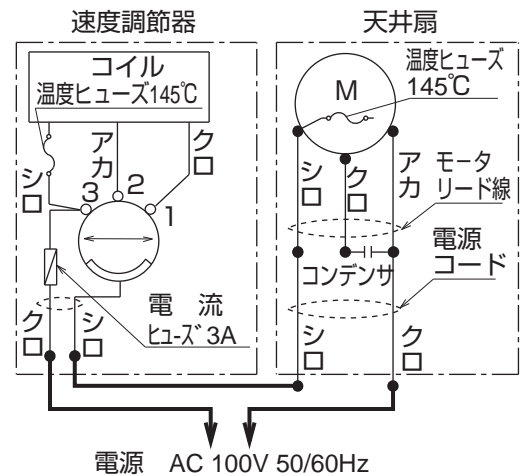 速度調節器
天井扇
コイル
温度ヒューズ145℃
シロ
アカ
クロ
3
2
1
電流
ヒューズ 3A
クロ
シロ
M
温度ヒューズ
145℃
シロ
クロ
アカ
モータ
リード線
コンデンサ
電源
コード
シロ
クロ
電源 AC 100V 50/60Hz